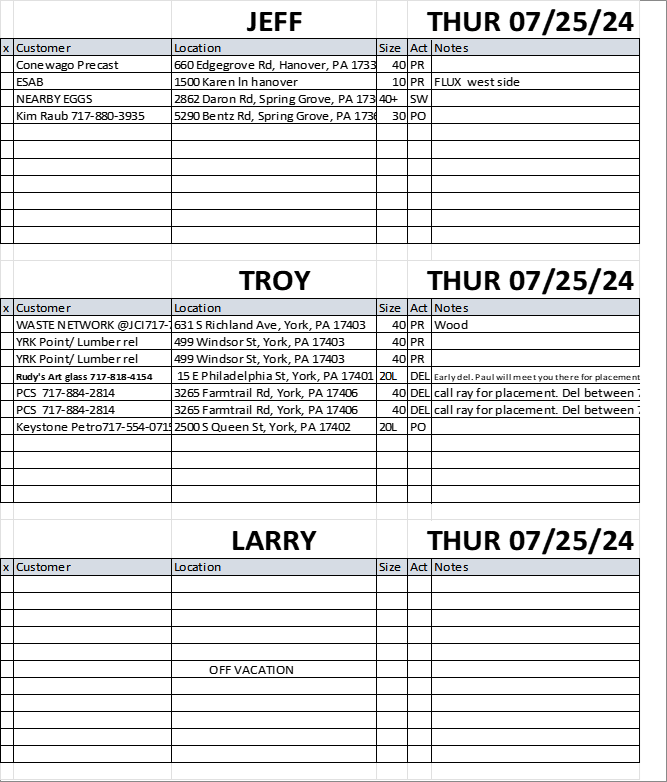 JEFF THUR 07/25/24
x Customer Location Size Act Notes
Conewago Precast 660 Edgegrove Rd, Hanover, PA 1733 40 PR
ESAB 1500 Karen ln hanover 10 PR FLUX west side
NEARBY EGGS 2862 Daron Rd, Spring Grove, PA 173 40+ SW
Kim Raub 717-880-3935 5290 Bentz Rd, Spring Grove, PA 1736 30 PO
TROY THUR 07/25/24
x Customer Location Size Act Notes
WASTE NETWORK @JCI717-7 631 S Richland Ave, York, PA 17403 40 PR Wood
YRK Point/ Lumber rel 499 Windsor St, York, PA 17403 40 PR
YRK Point/ Lumber rel 499 Windsor St, York, PA 17403 40 PR
Rudy's Art glass 717-818-4154 15 E Philadelphia St, York, PA 17401 20L DEL Early del. Paul will meet you there for placement
PCS 717-884-2814 3265 Farmtrail Rd, York, PA 17406 40 DEL call ray for placement. Del between 7
PCS 717-884-2814 3265 Farmtrail Rd, York, PA 17406 40 DEL call ray for placement. Del between 7
Keystone Petro717-554-0715 2500 S Queen St, York, PA 17402 20L PO
LARRY THUR 07/25/24
x Customer Location Size Act Notes
OFF VACATION